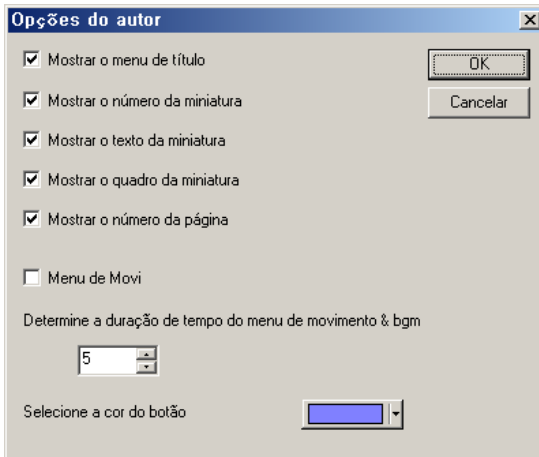 Opções do autor
Mostrar o menu de título
OK
Mostrar o número da miniatura
Cancelar
Mostrar o texto da miniatura
Mostrar o quadro da miniatura
Mostrar o número da página
Menu de Movi
Determine a duração de tempo do menu de movimento & bgm
5
Selecione a cor do botão